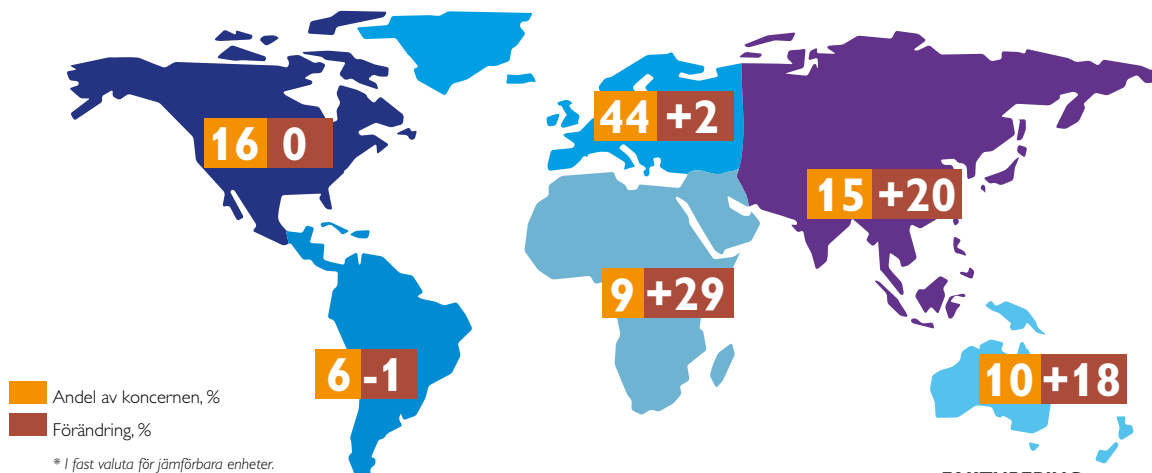 44 +2
16 0
15 +20
9 +29
6 -1
10 +18
Andel av koncernen, %
Förändring, %
* I fast valuta för jämförbara enheter.